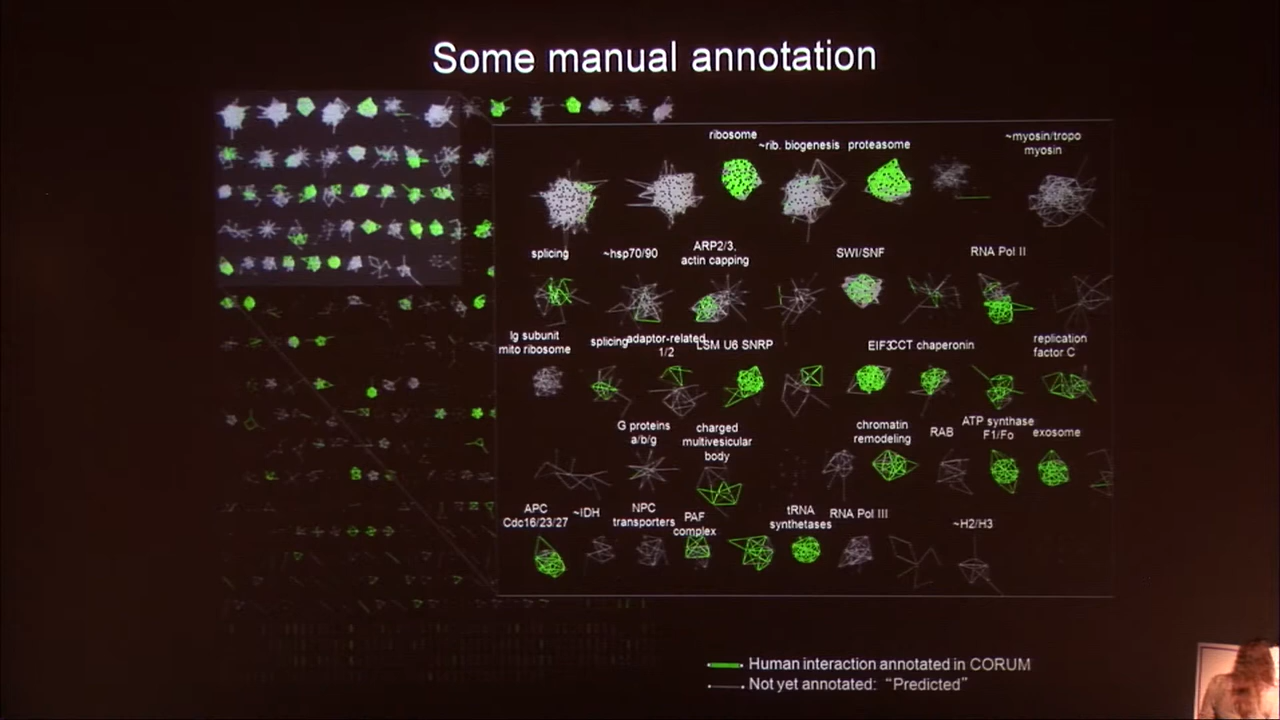 Some manual annotation
ribosome
~rib. biogenesis
proteasome
~myosin/tropo
myosin
splicing
~hsp70/90
ARP2/3,
actin capping
SWI/SNF
RNA Pol II
lg subunit
mito ribosome
splicing
adaptor-related
1/2
LSM U6 SNRP
EIF3
CCT chaperonin
replication
factor C
G proteins
a/b/g
charged
multivesicular
body
chromatin
remodeling
RAB
ATP synthase
F1/Fo
exosome
APC
Cdc16/23/27
~IDH
NPC
transporters
PAF
complex
tRNA
synthetases
RNA Pol III
~H2/H3
Human interaction annotated in CORUM
Not yet annotated: “Predicted”